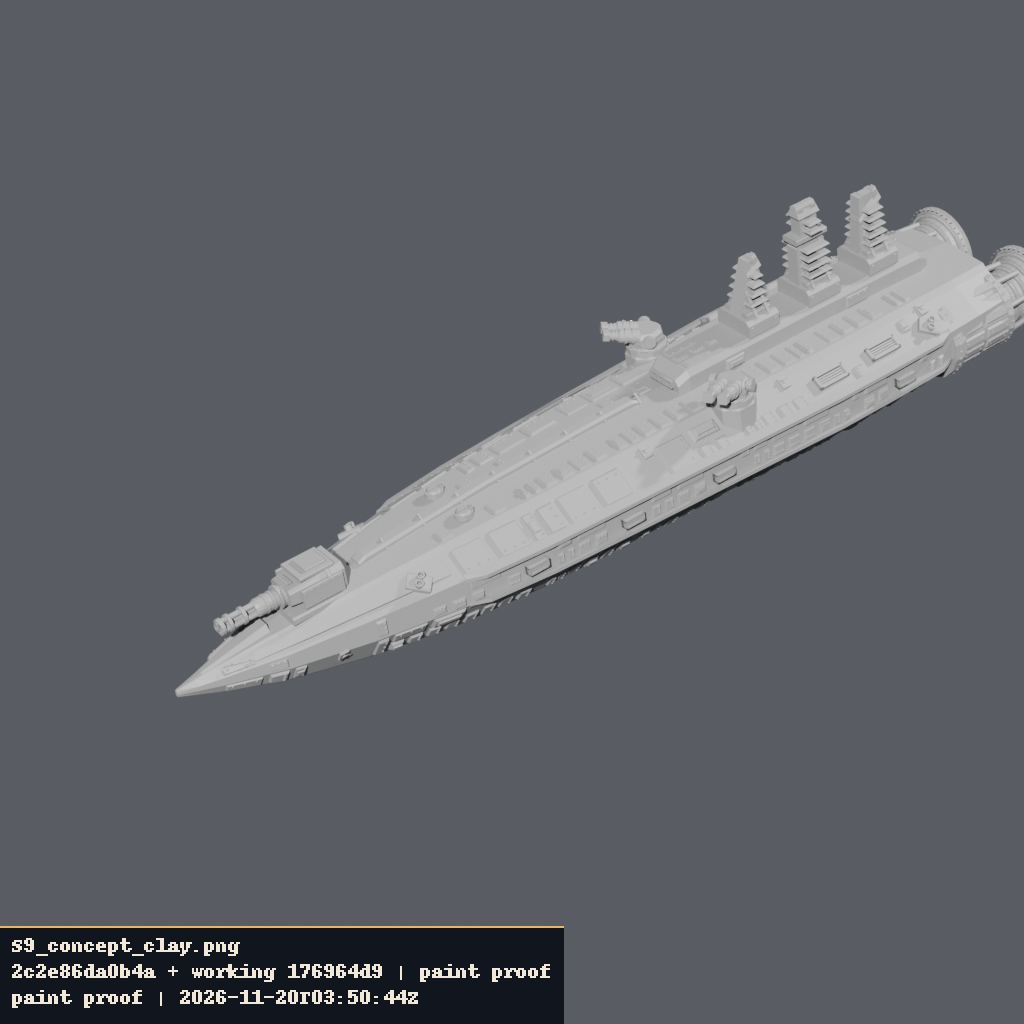 s9_concept_clay.png
2c2e86da0b4a + working 176964d9 | paint proof
paint proof | 2026-11-20T03:50:44Z